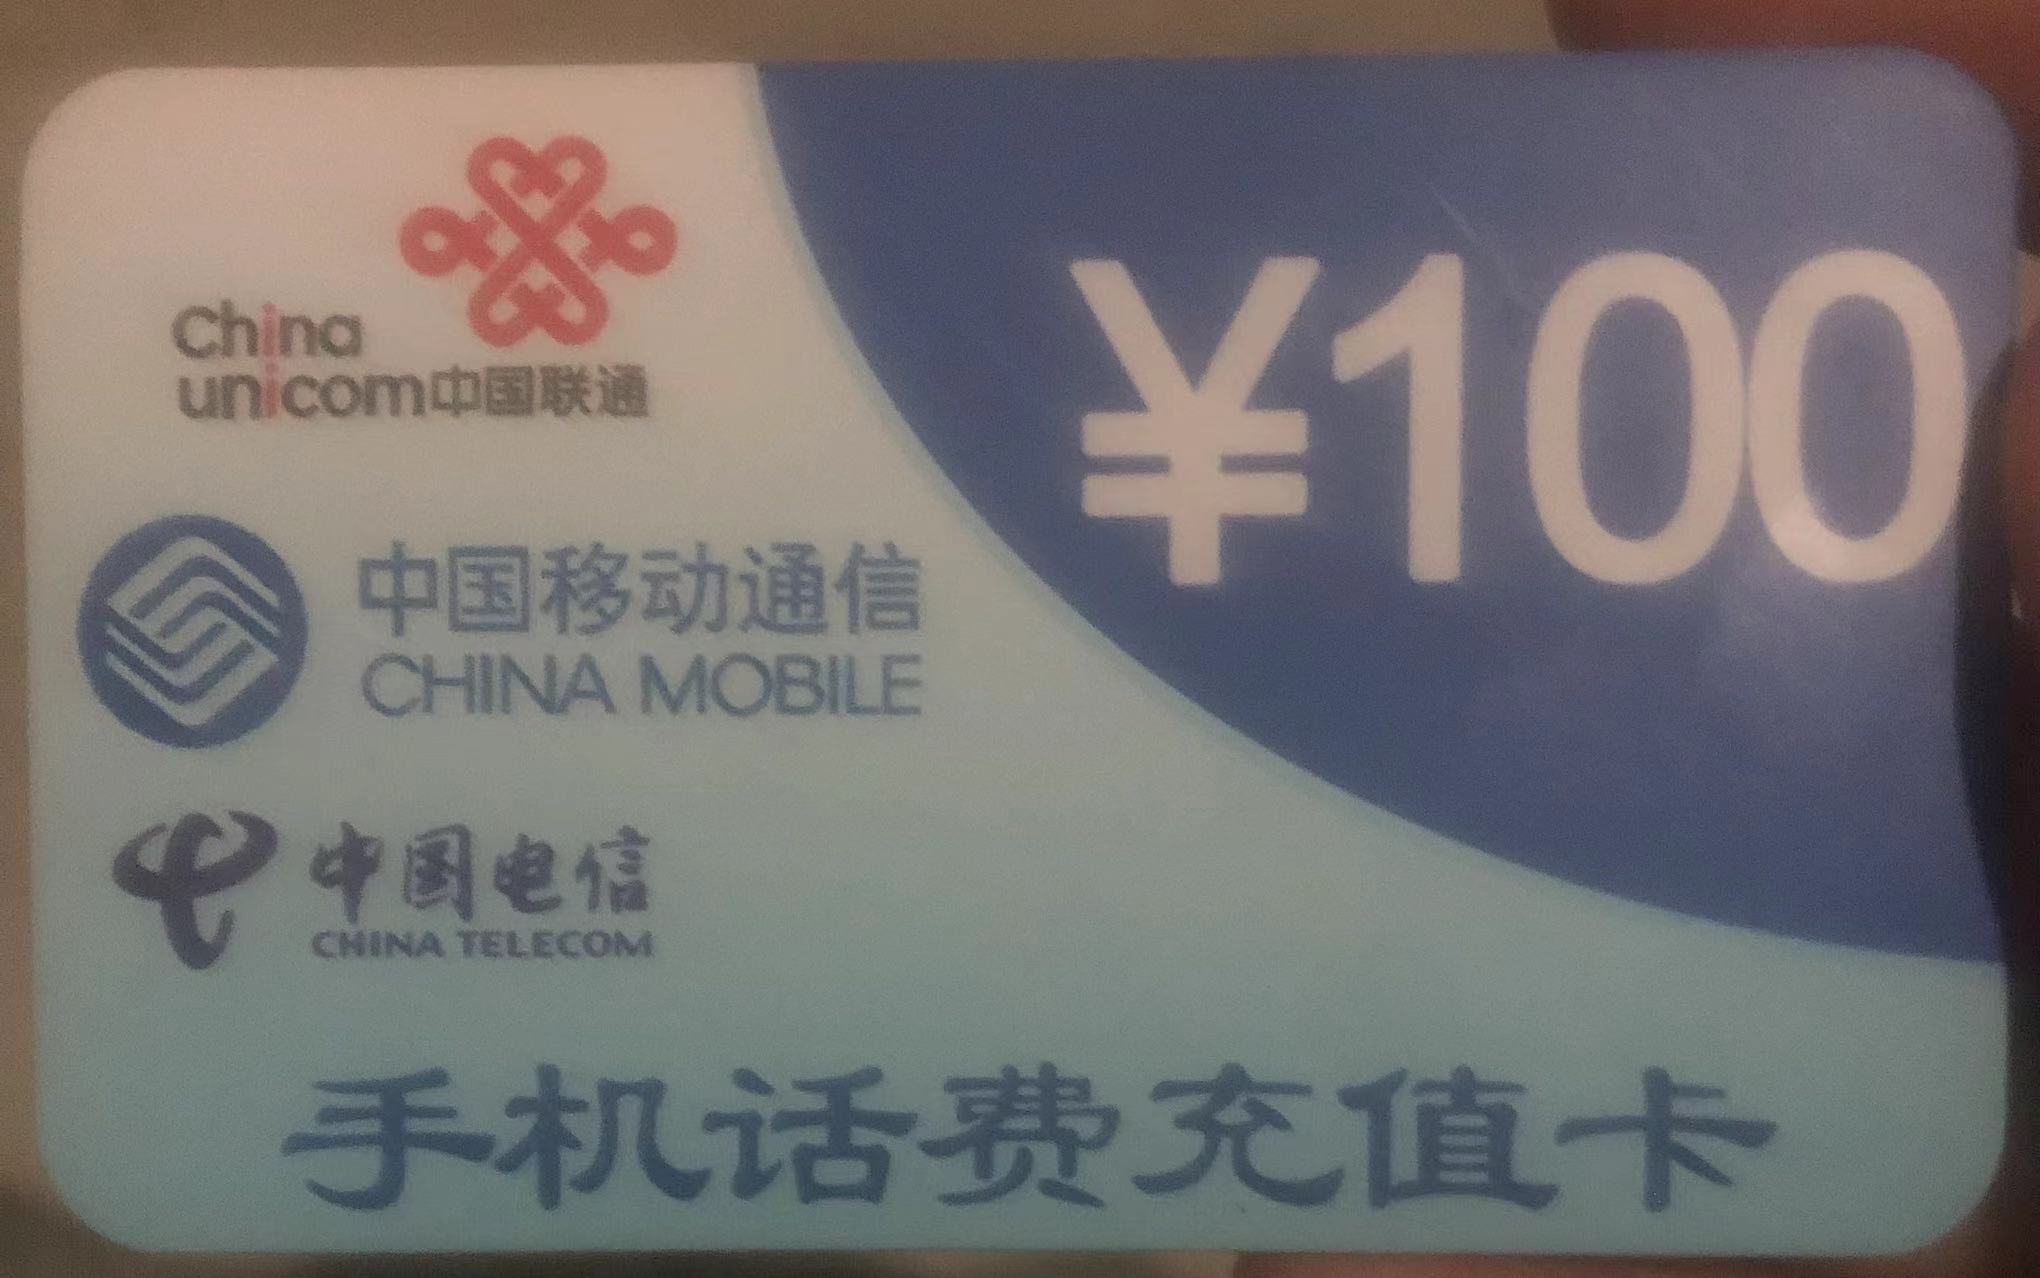 China
unicom中国联通
¥100
中国移动通信
CHINA MOBILE
中国电信
CHINA TELECOM
手机话费充值卡